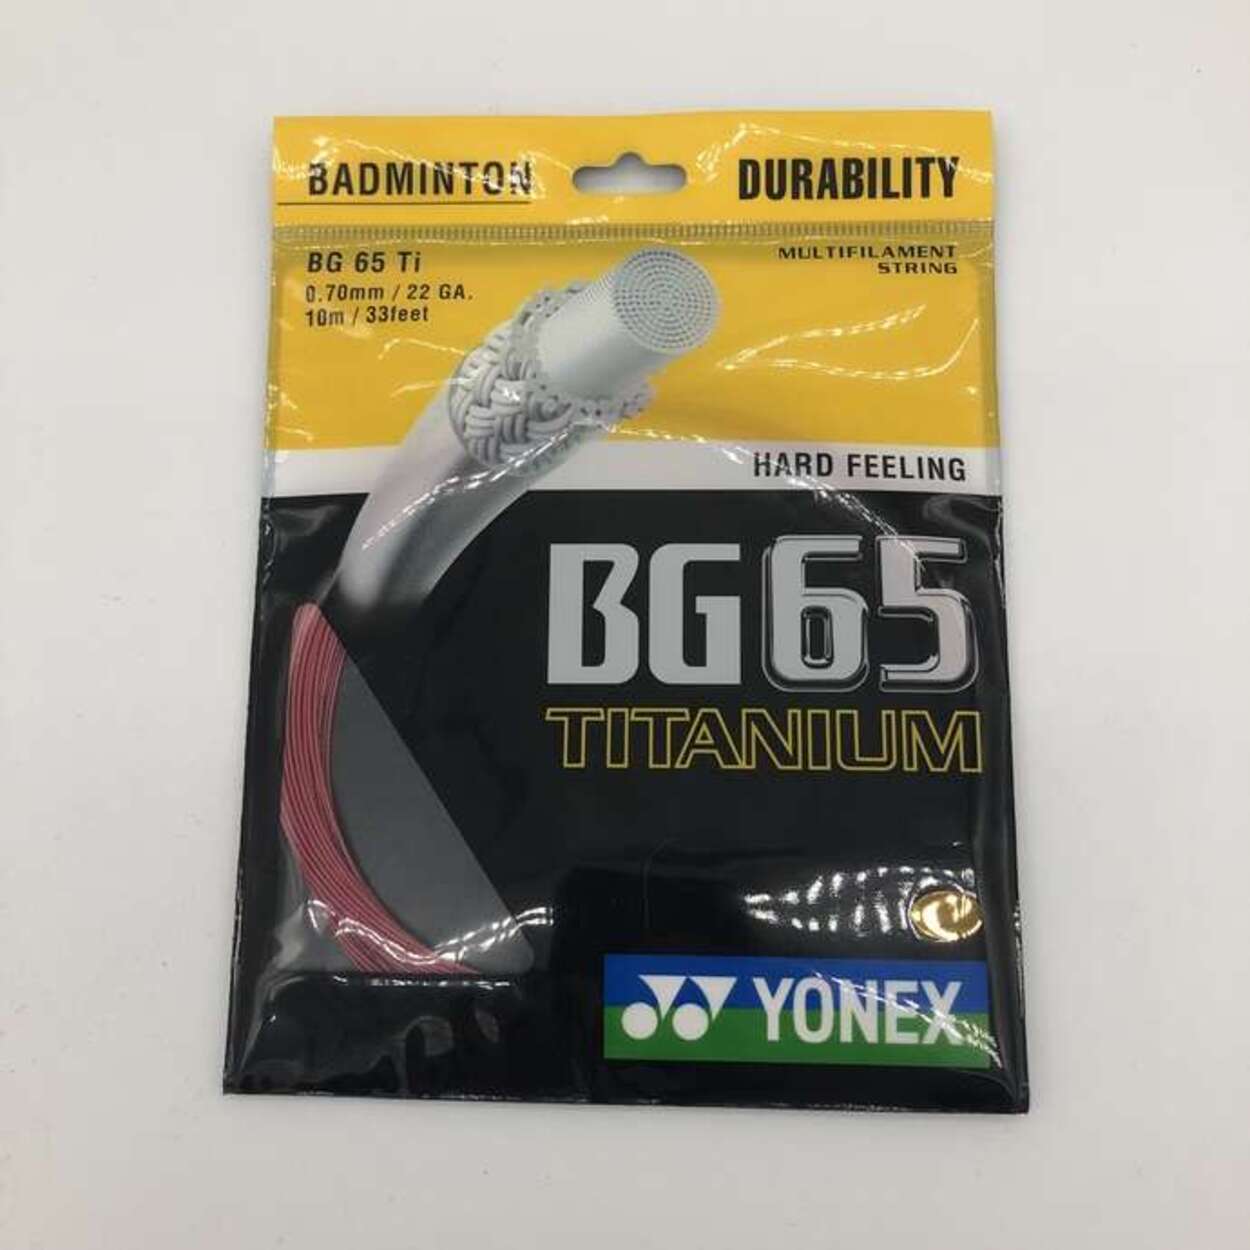 BADMINTON
DURABILITY
BG 65 Ti
0.70mm / 22 GA.
10m / 33feet
MULTIFILAMENT
STRING
HARD FEELING
BG65
TITANIUM
YONEX